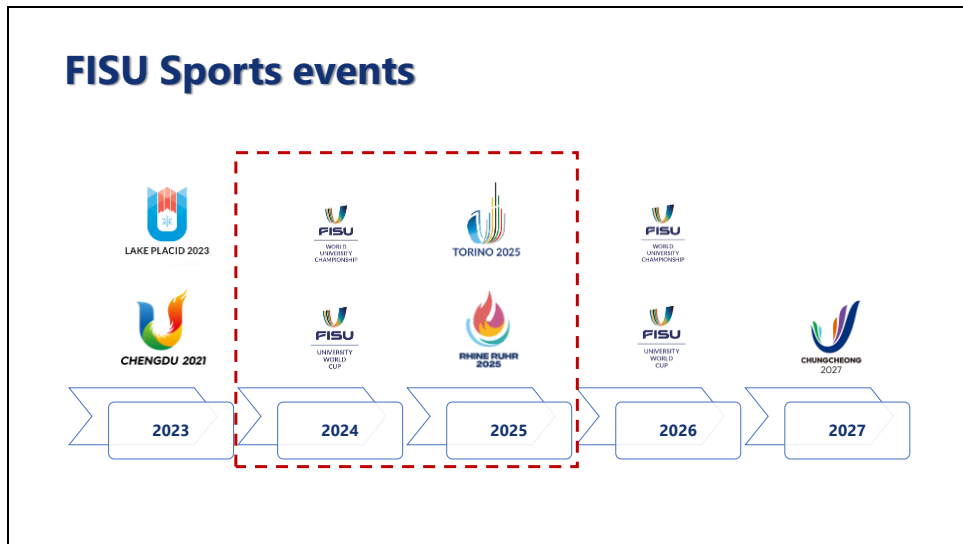 FISU Sports events
LAKE PLACID 2023
FISU
WORLD
UNIVERSITY
CHAMPIONSHIP
TORINO 2025
FISU
WORLD
UNIVERSITY
CHAMPIONSHIP
CHENGDU 2021
FISU
UNIVERSITY
WORLD
CUP
RHINE RUHR
2025
FISU
UNIVERSITY
WORLD
CUP
CHUNGCHEONG
2027
2023
2024
2025
2026
2027